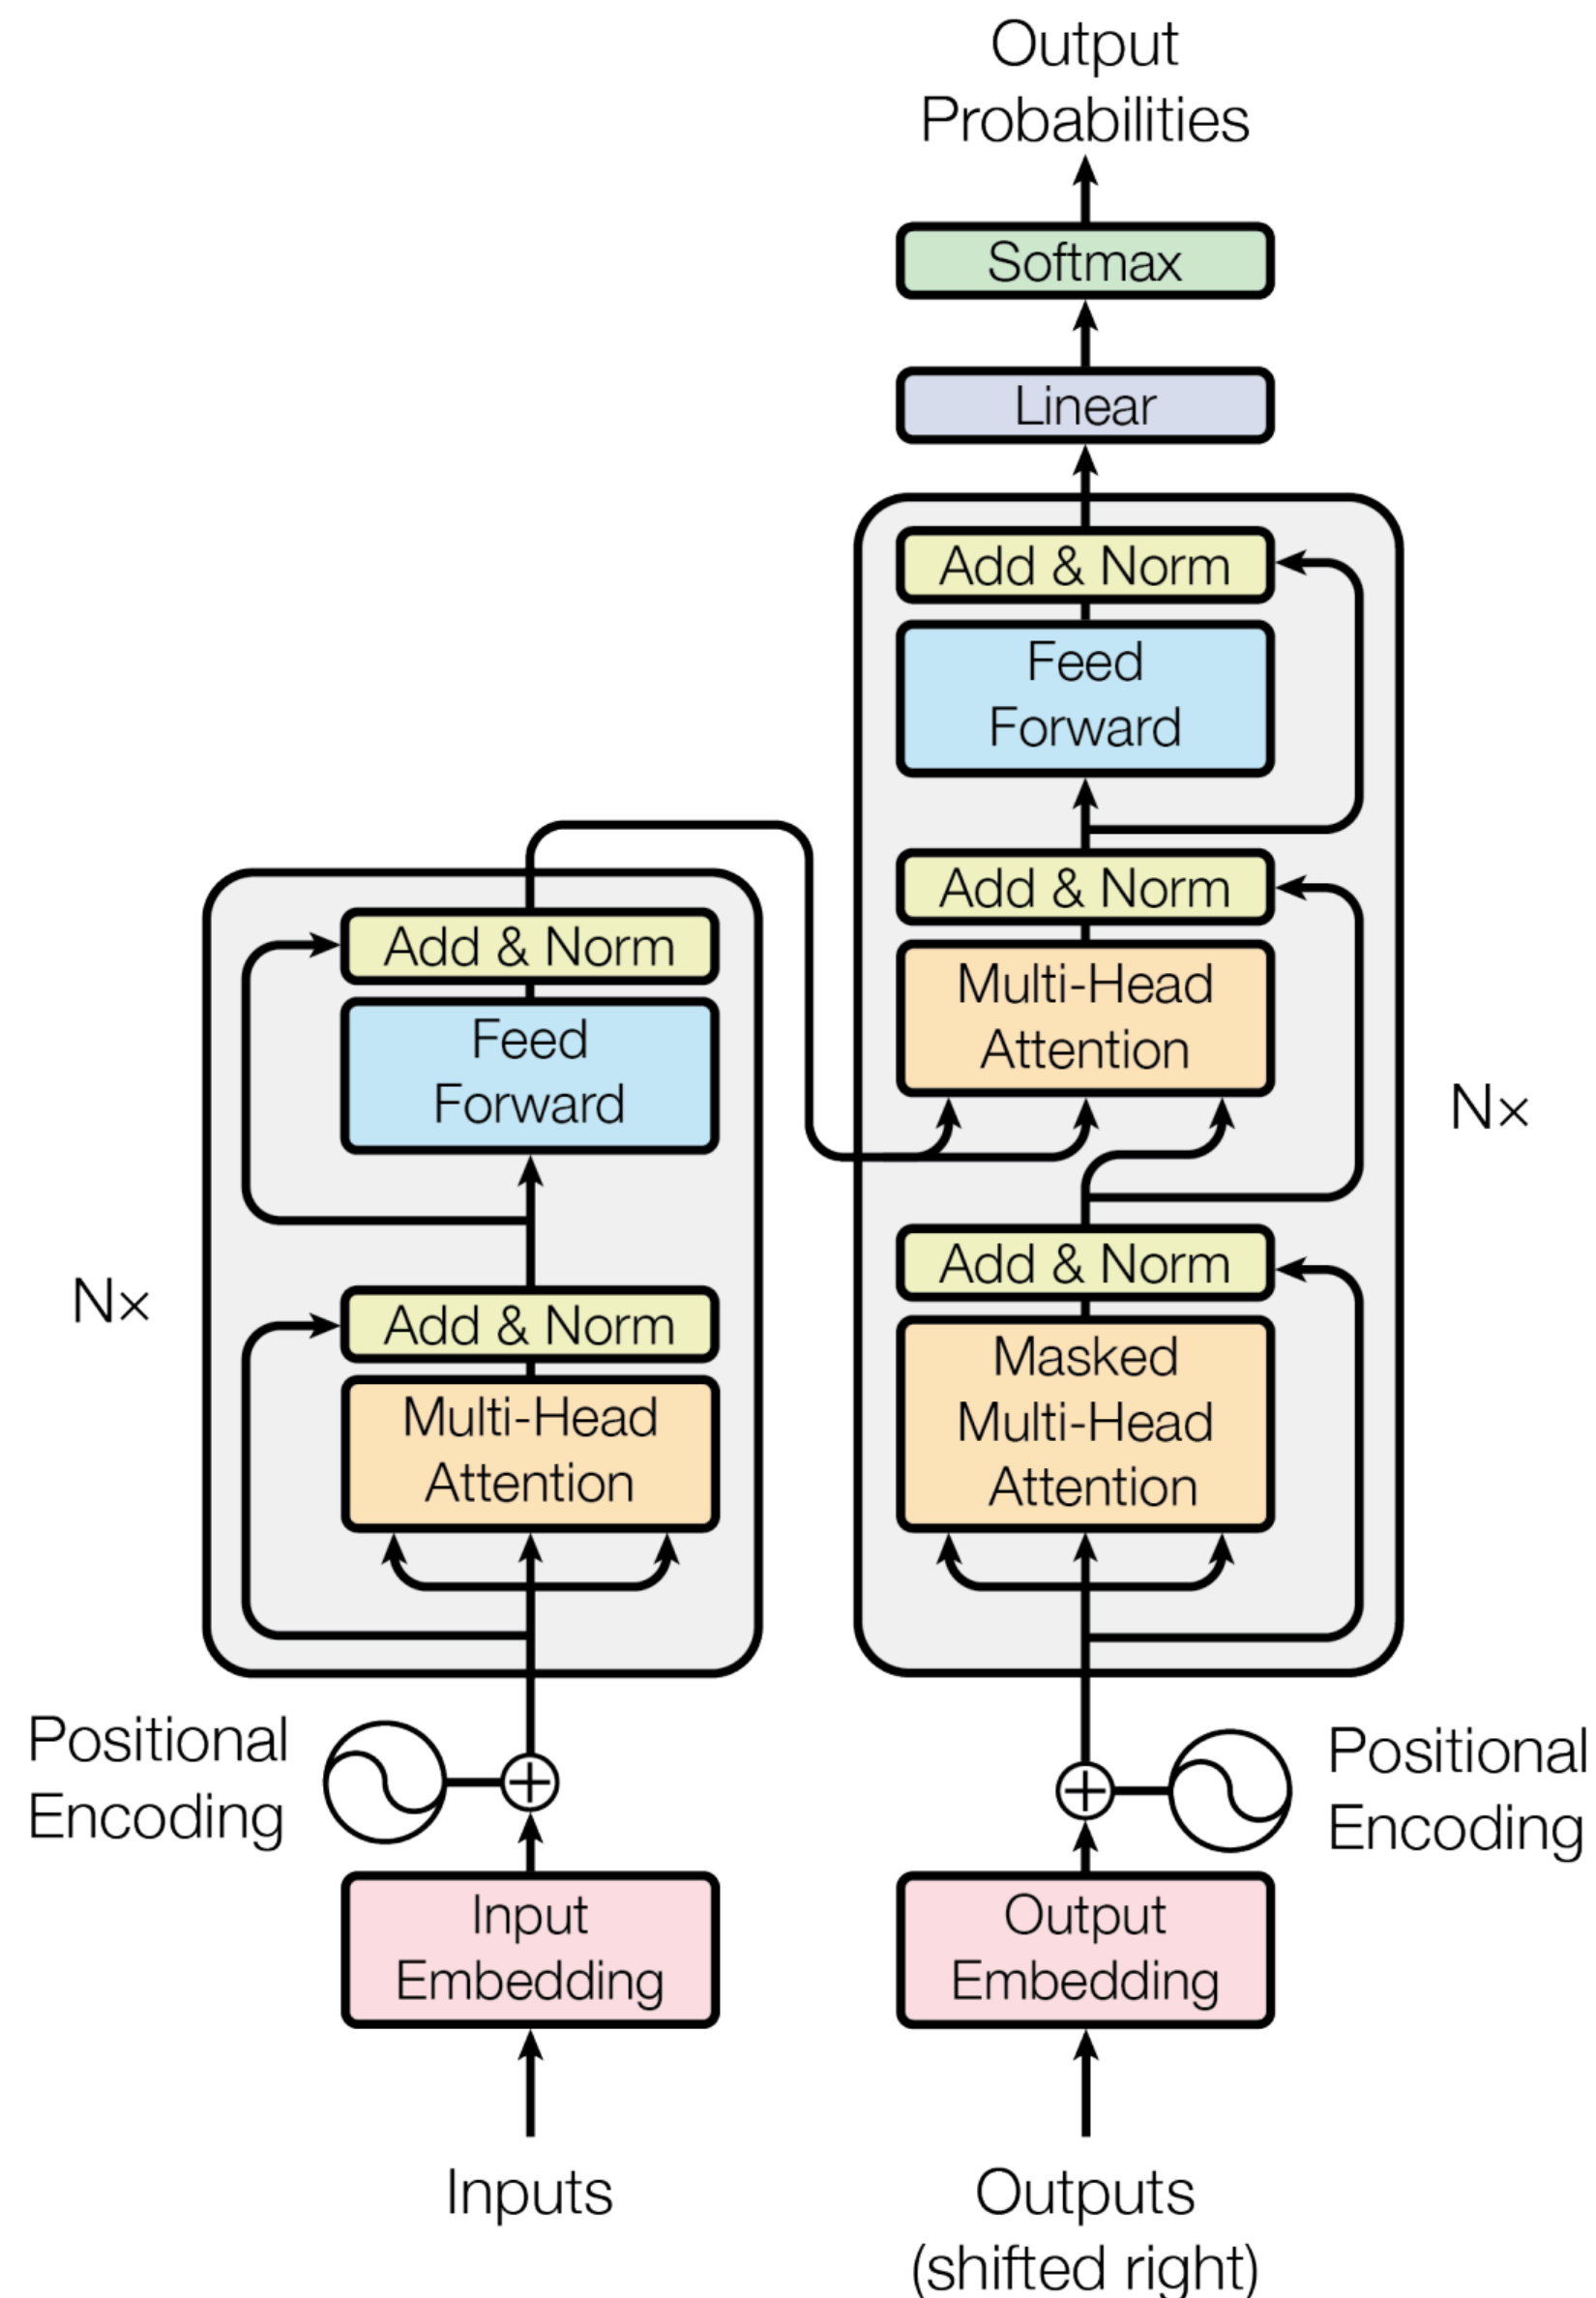 Output
Probabilities
Softmax
Linear
Add & Norm
Feed
Forward
Add & Norm
Multi-Head
Attention
Nx
Add & Norm
Masked
Multi-Head
Attention
Positional
Encoding
Output
Embedding
Outputs
(shifted right)
Add & Norm
Feed
Forward
Nx
Add & Norm
Multi-Head
Attention
Positional
Encoding
Input
Embedding
Inputs